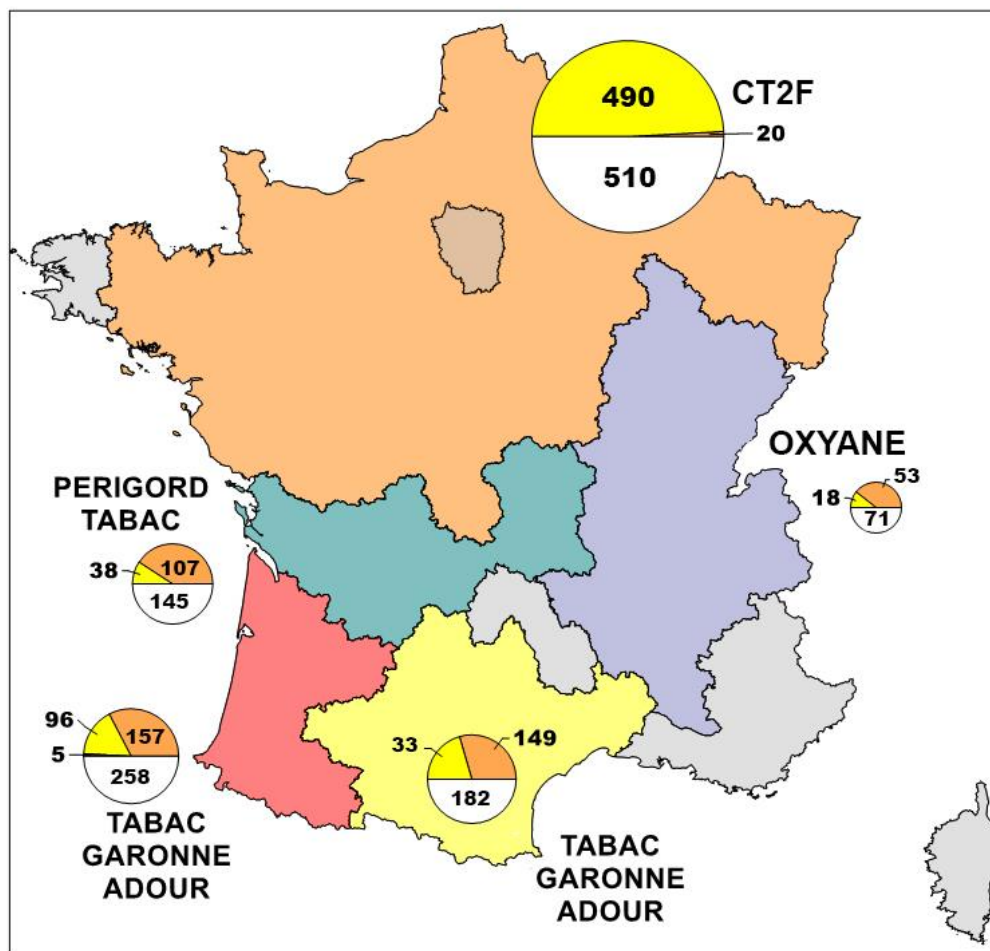 490
CT2F
20
510
OXYANE
53
18
71
PERIGORD
TABAC
107
38
145
96
157
5
258
TABAC
GARONNE
ADOUR
33
149
182
TABAC
GARONNE
ADOUR